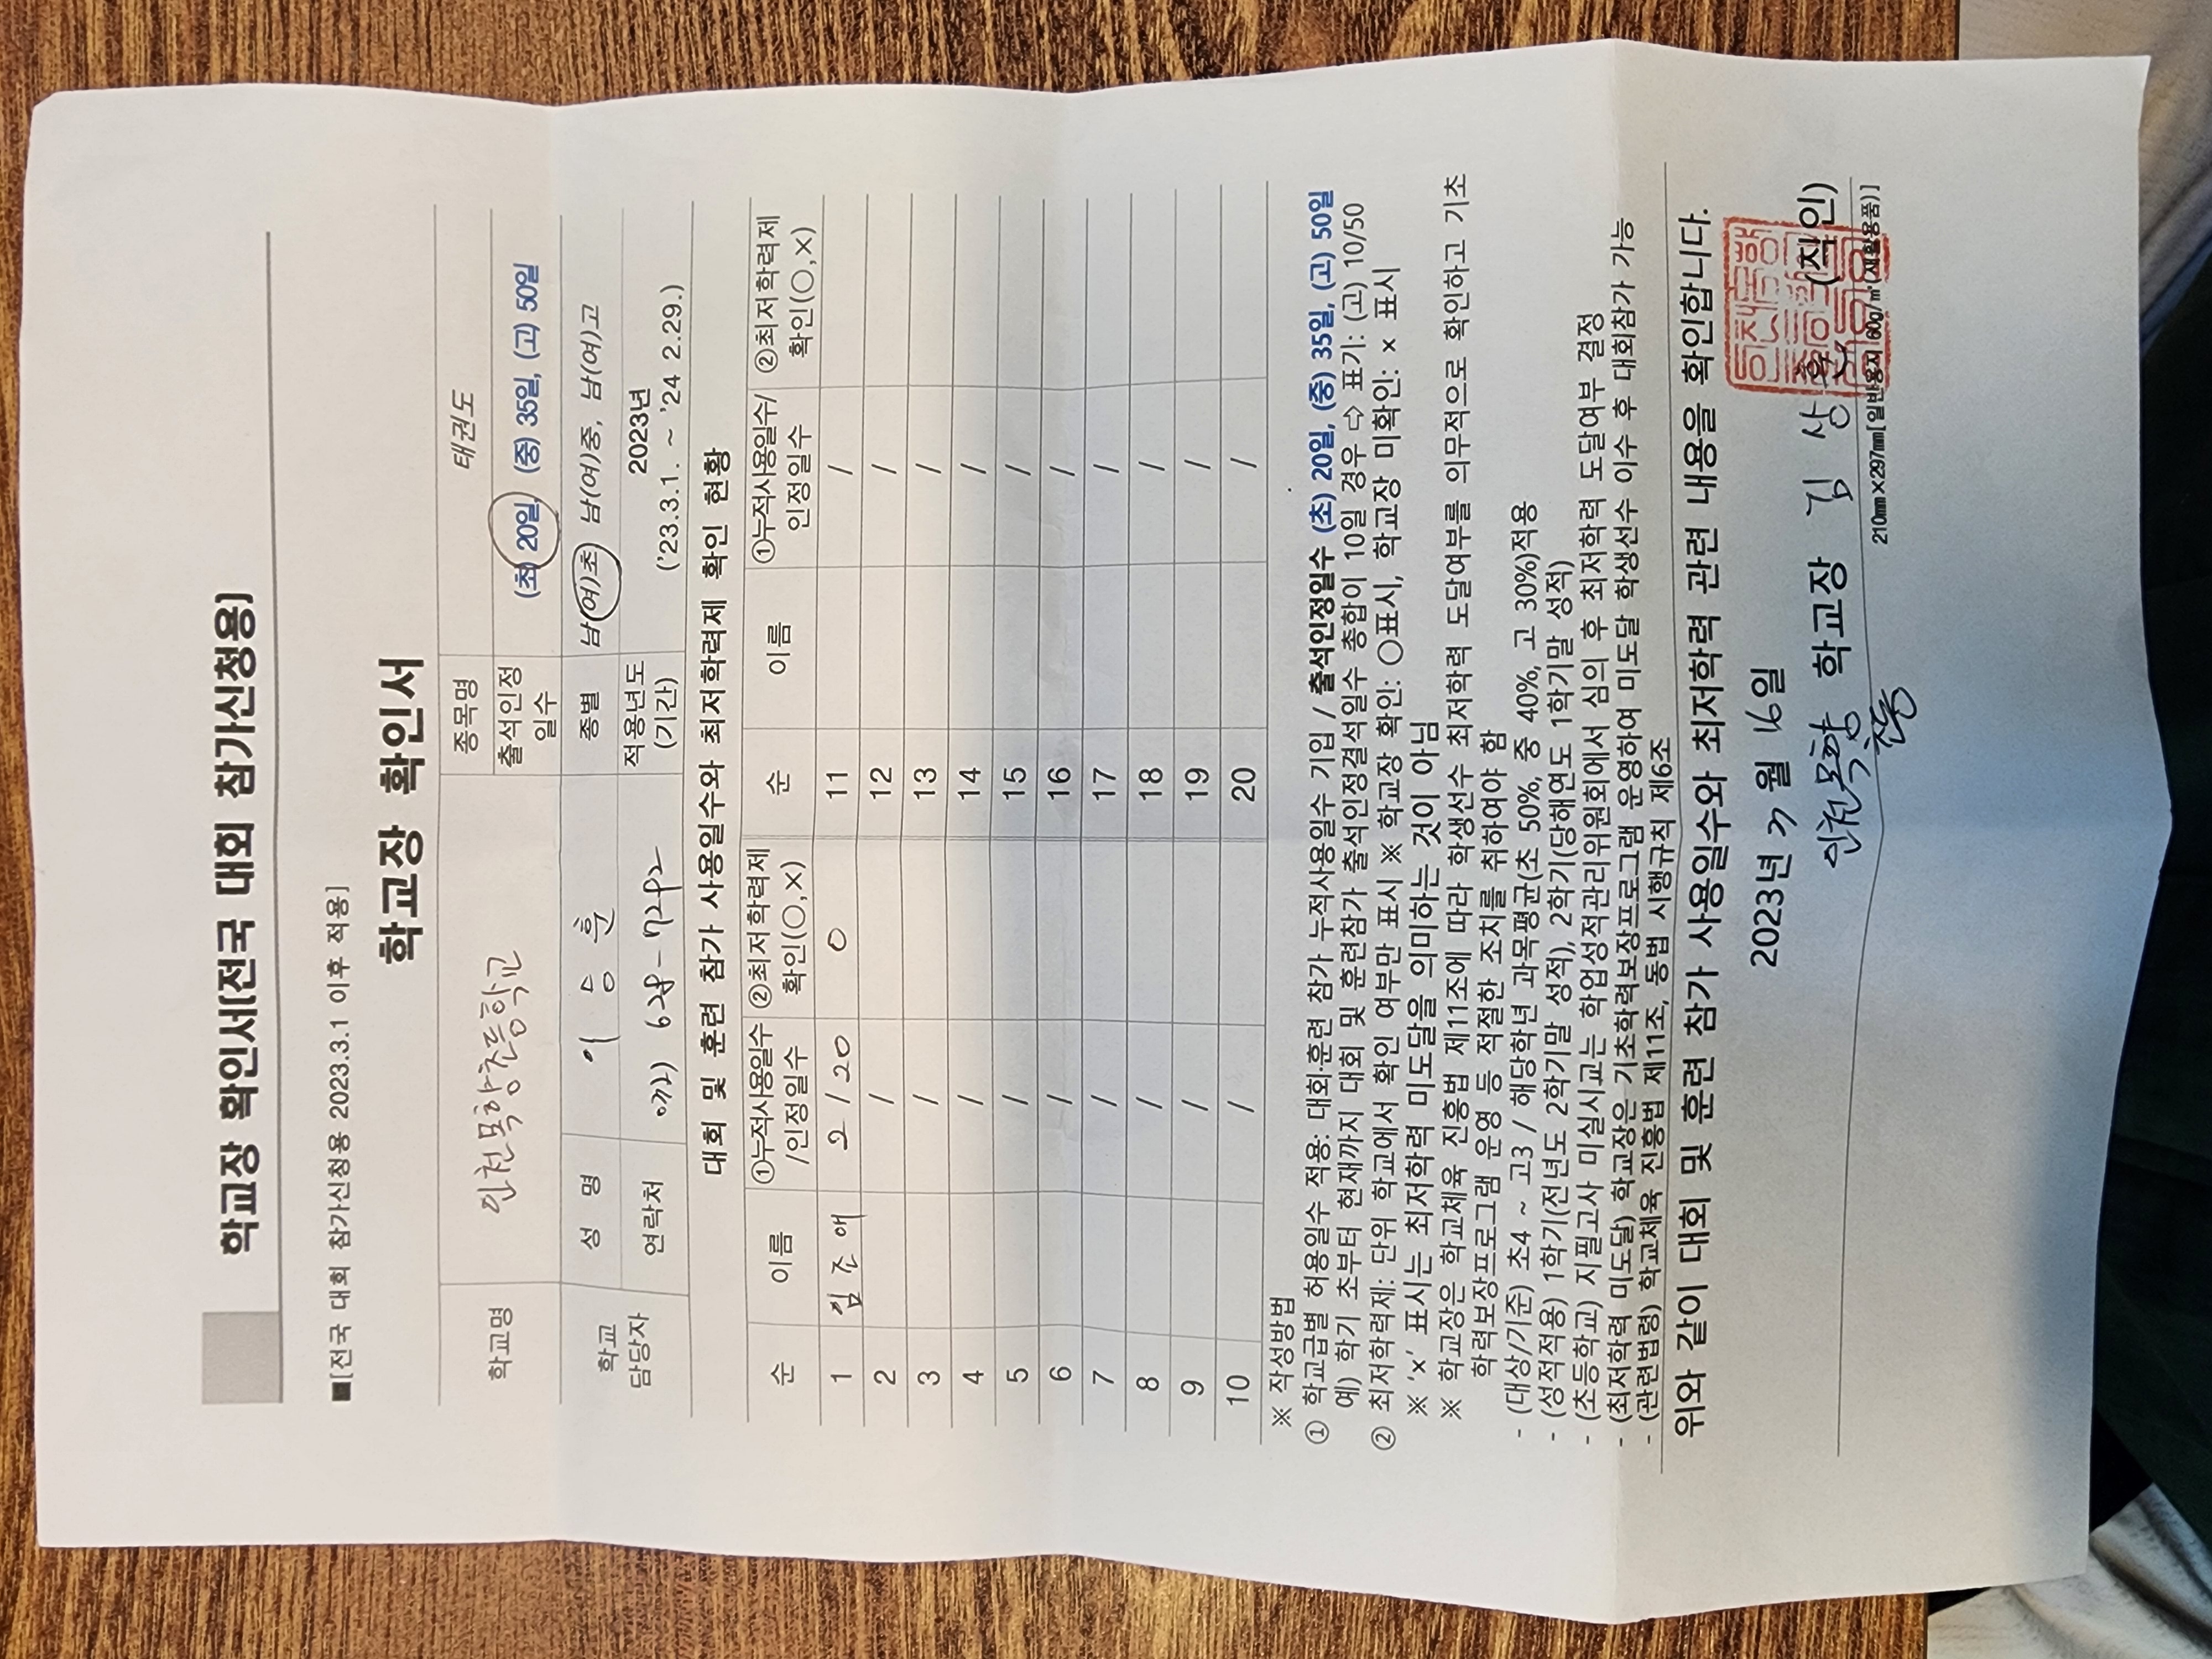 학교장 확인서[전국 대회 참가신청용]
■[전국 대회 참가신청용 2023.3.1 이후 적용]
학교장 확인서
학교명 인천목향초등학교 종목명 태권도
출석인정 일수 (초) 20일, (중) 35일, (고) 50일
학교 담당자 성 명 이승훈 종별 남(여)초, 남(여)중, 남(여)고
연락처 032) 628-7292 적용년도 (기간) 2023년 ('23.3.1. ~ '24 2.29.)
대회 및 훈련 참가 사용일수와 최저학력제 확인 현황
순 이름 ①누적사용일수 /인정일수 ②최저학력제 확인(○,×) 순 이름 ①누적사용일수/ 인정일수 ②최저학력제 확인(○,×)
1 2 / 20 0 11 /
2 / 12 /
3 / 13 /
4 / 14 /
5 / 15 /
6 / 16 /
7 / 17 /
8 / 18 /
9 / 19 /
10 / 20 /
※ 작성방법
① 학교급별 허용일수 적용: 대회·훈련 참가 누적사용일수 기입 / 출석인정일수 (초) 20일, (중) 35일, (고) 50일
예) 학기 초부터 현재까지 대회 및 훈련참가 출석인정결석일수 총합이 10일 경우 ⇨ 표기: (고) 10/50
② 최저학력제: 단위 학교에서 확인 여부만 표시 ※ 학교장 확인: ○표시, 학교장 미확인: × 표시
※ ‘×’ 표시는 최저학력 미도달을 의미하는 것이 아님
※ 학교장은 학교체육 진흥법 제11조에 따라 학생선수 최저학력 도달여부를 의무적으로 확인하고 기초
학력보장프로그램 운영 등 적절한 조치를 취하여야 함
- (대상/기준) 초4 ~ 고3 / 해당학년 과목평균(초 50%, 중 40%, 고 30%)적용
- (성적적용) 1학기(전년도 2학기말 성적), 2학기(당해연도 1학기말 성적)
- (초등학교) 지필고사 미실시교는 학업성적관리위원회에서 심의 후 최저학력 도달여부 결정
- (최저학력 미도달) 학교장은 기초학력보장프로그램 운영하여 미도달 학생선수 이수 후 대회참가 가능
- (관련법령) 학교체육 진흥법 제11조, 동법 시행규칙 제6조
위와 같이 대회 및 훈련 참가 사용일수와 최저학력 관련 내용을 확인합니다.
2023년 3월 16일
인천목향초등 학교장 김 상 (직인)
210㎜×297㎜[일반용지 60g/㎡(재활용품)]